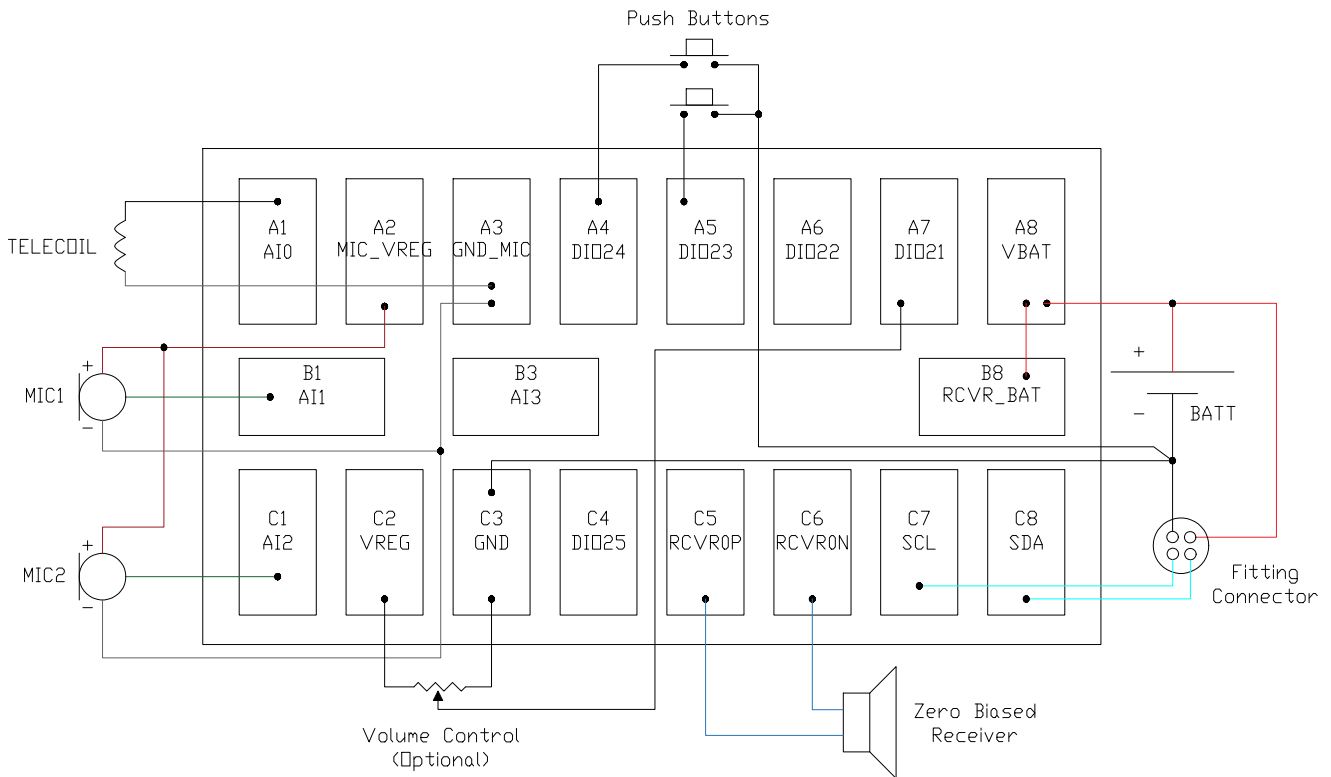 Push Buttons
TELECOIL
A1
AI0
A2
MIC_VREG
A3
GND_MIC
A4
DIO24
A5
DIO23
A6
DIO22
A7
DIO21
A8
VBAT
MIC1
+
-
B1
AI1
B3
AI3
B8
RCVR_BAT
+
-
BATT
MIC2
+
-
C1
AI2
C2
VREG
C3
GND
C4
DIO25
C5
RCVR0P
C6
RCVR0N
C7
SCL
C8
SDA
Fitting
Connector
Volume Control
(Optional)
Zero Biased
Receiver